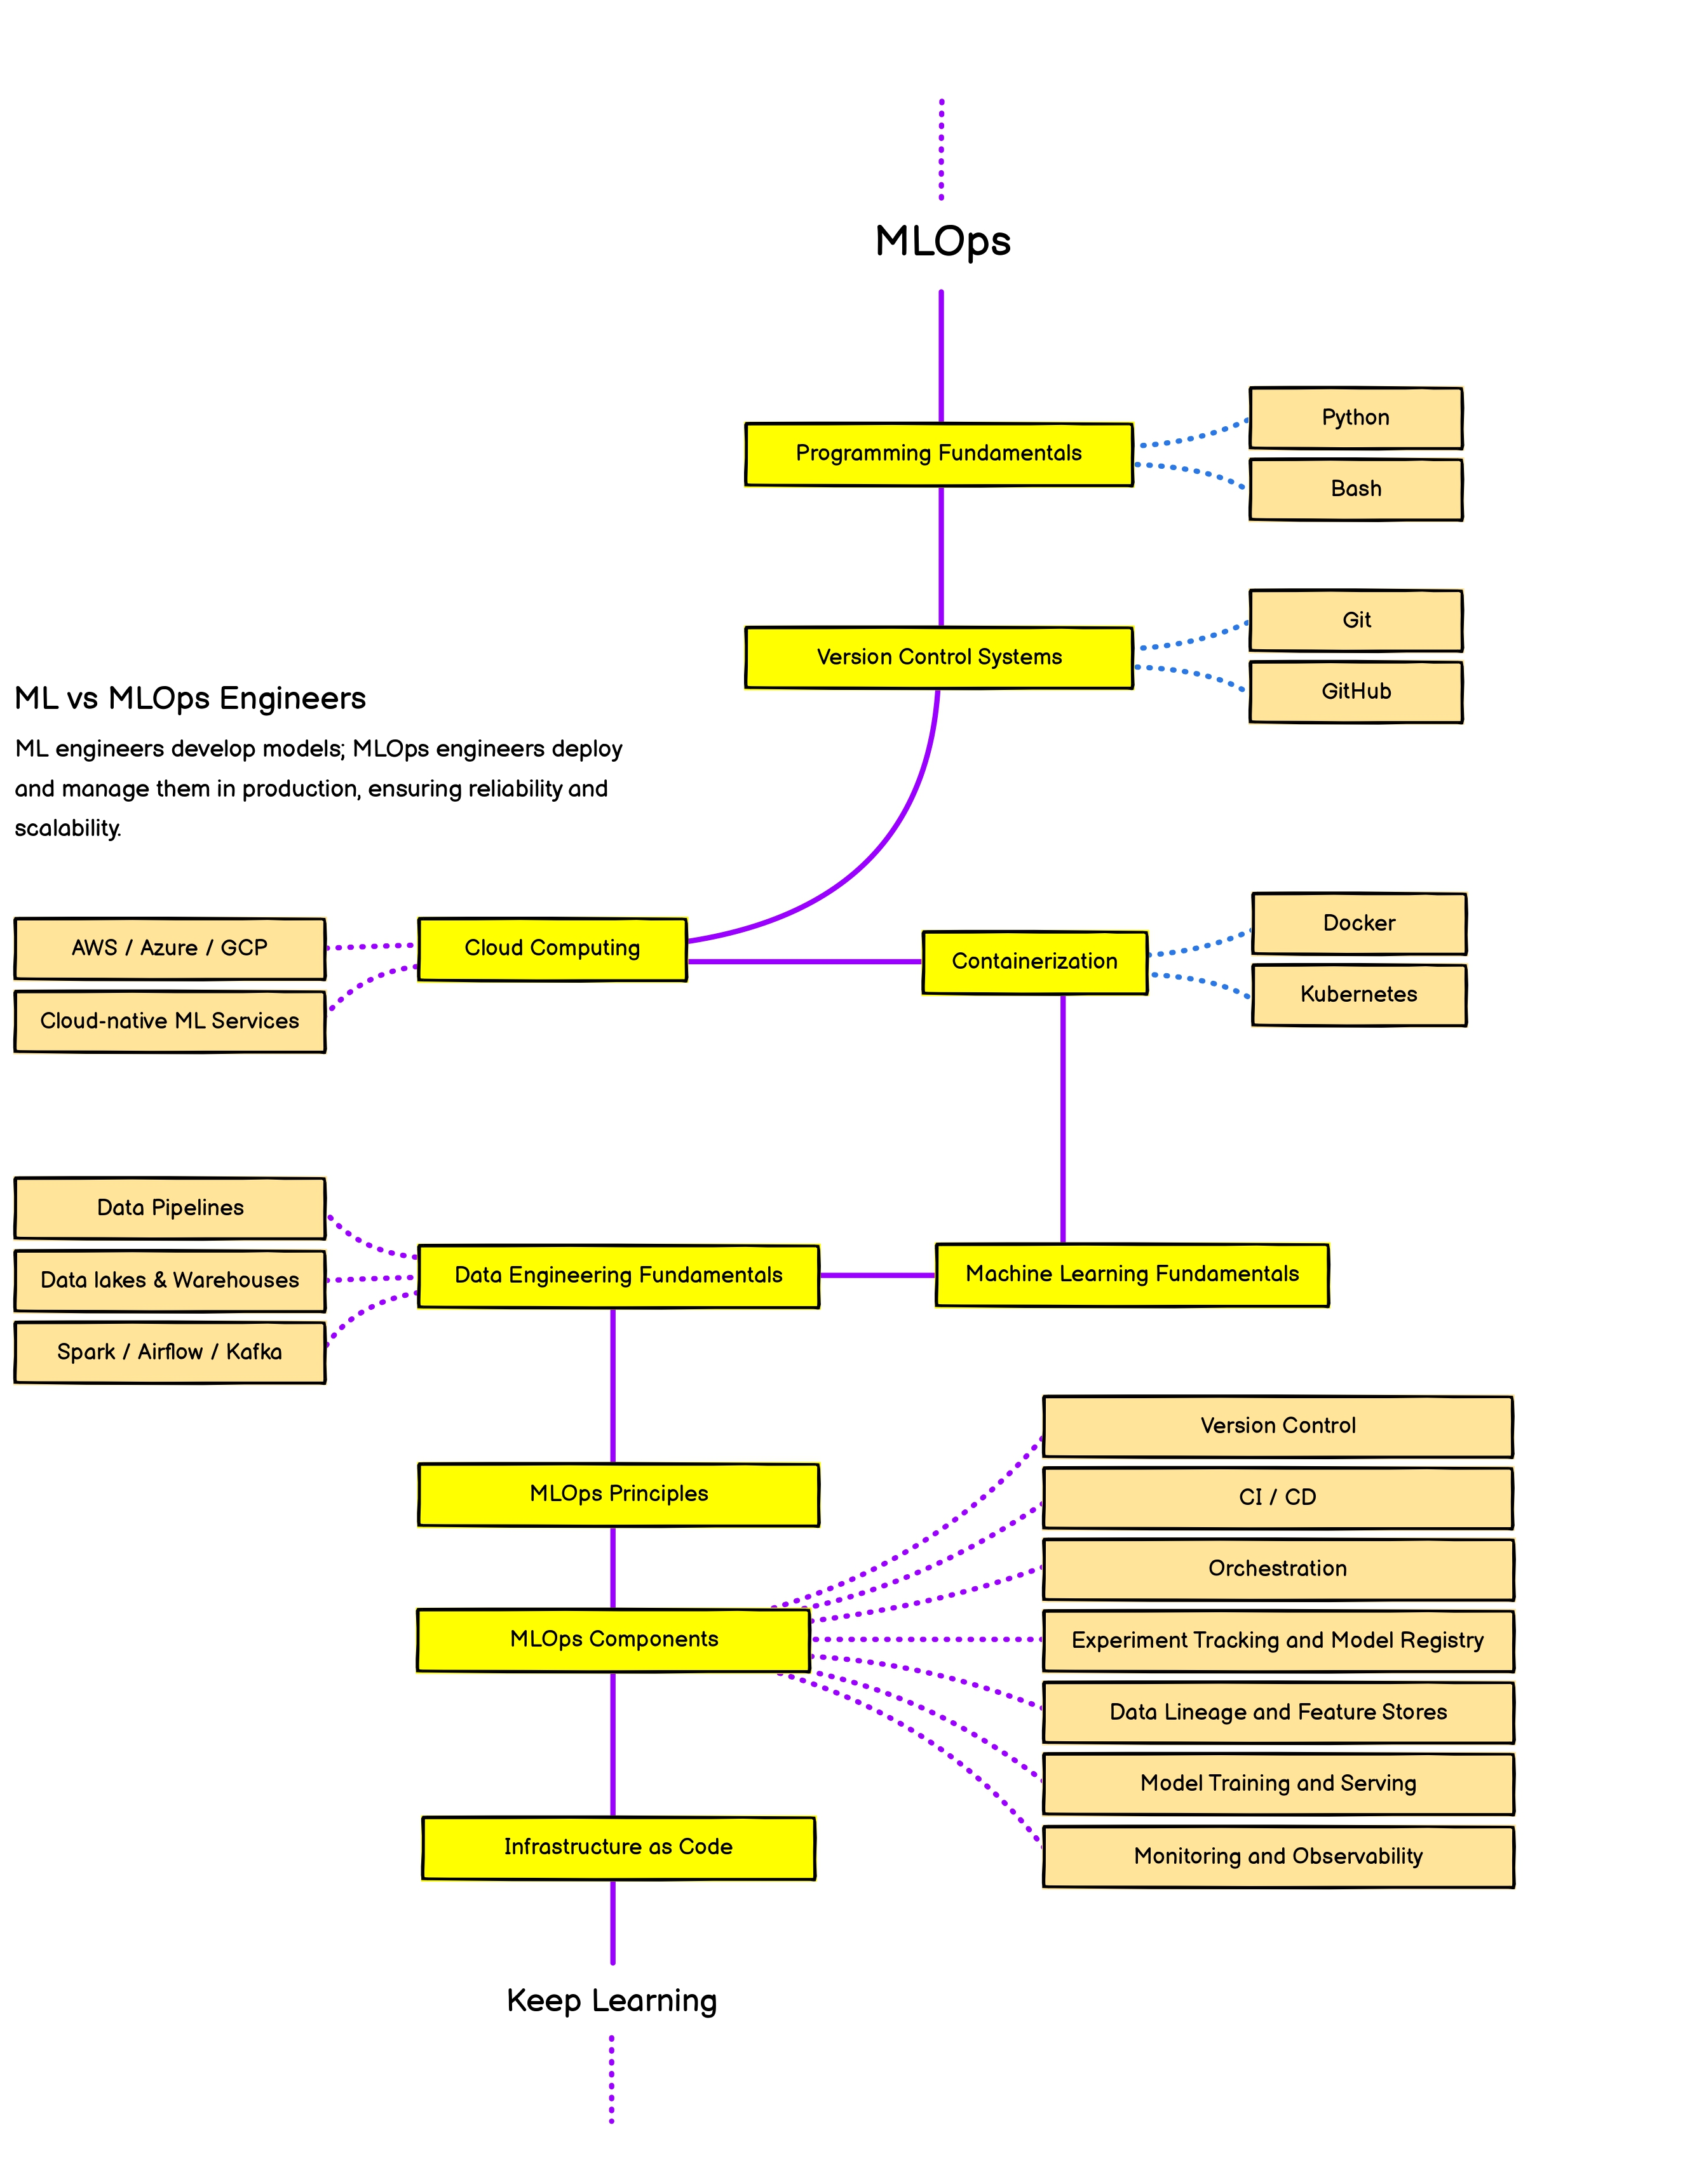 MLOps
Programming Fundamentals
Python
Bash
Version Control Systems
Git
GitHub
ML vs MLOps Engineers
ML engineers develop models; MLOps engineers deploy
and manage them in production, ensuring reliability and
scalability.
AWS / Azure / GCP
Cloud-native ML Services
Cloud Computing
Containerization
Docker
Kubernetes
Data Pipelines
Data lakes & Warehouses
Spark / Airflow / Kafka
Data Engineering Fundamentals
Machine Learning Fundamentals
MLOps Principles
MLOps Components
Version Control
CI / CD
Orchestration
Experiment Tracking and Model Registry
Data Lineage and Feature Stores
Model Training and Serving
Monitoring and Observability
Infrastructure as Code
Keep Learning